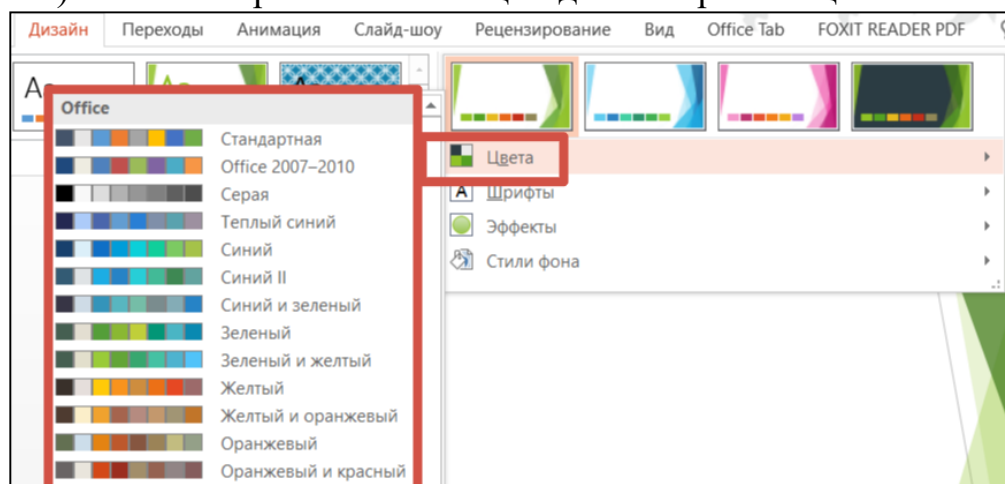 Дизайн Переходы Анимация Слайд-шоу Рецензирование Вид Office Tab FOXIT READER PDF
Office
Стандартная
Office 2007–2010
Серая
Теплый синий
Синий
Синий II
Синий и зеленый
Зеленый
Зеленый и желтый
Желтый
Желтый и оранжевый
Оранжевый
Оранжевый и красный
Цвета
A Шрифты
Эффекты
Стили фона